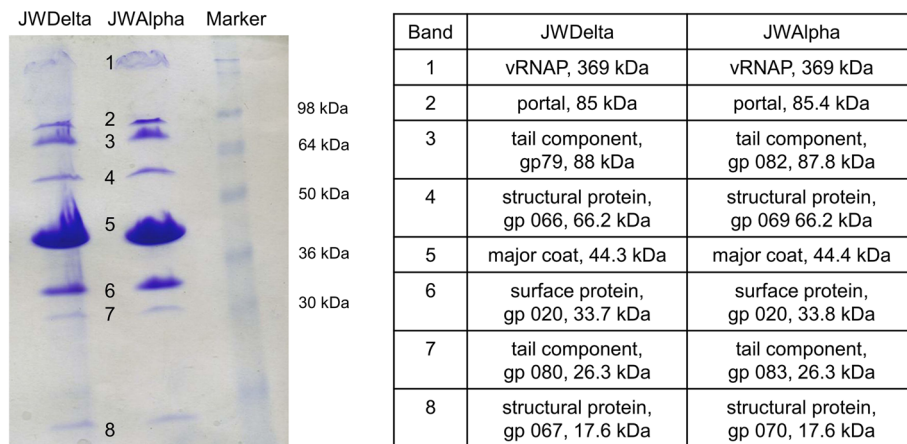 JWDelta JWAlpha Marker
1
2
3
4
5
6
7
8
98 kDa
64 kDa
50 kDa
36 kDa
30 kDa
Band JWDelta JWAlpha
1 vRNAP, 369 kDa vRNAP, 369 kDa
2 portal, 85 kDa portal, 85.4 kDa
3 tail component, tail component,
gp79, 88 kDa gp 082, 87.8 kDa
4 structural protein, structural protein,
gp 066, 66.2 kDa gp 069 66.2 kDa
5 major coat, 44.3 kDa major coat, 44.4 kDa
6 surface protein, surface protein,
gp 020, 33.7 kDa gp 020, 33.8 kDa
7 tail component, tail component,
gp 080, 26.3 kDa gp 083, 26.3 kDa
8 structural protein, structural protein,
gp 067, 17.6 kDa gp 070, 17.6 kDa